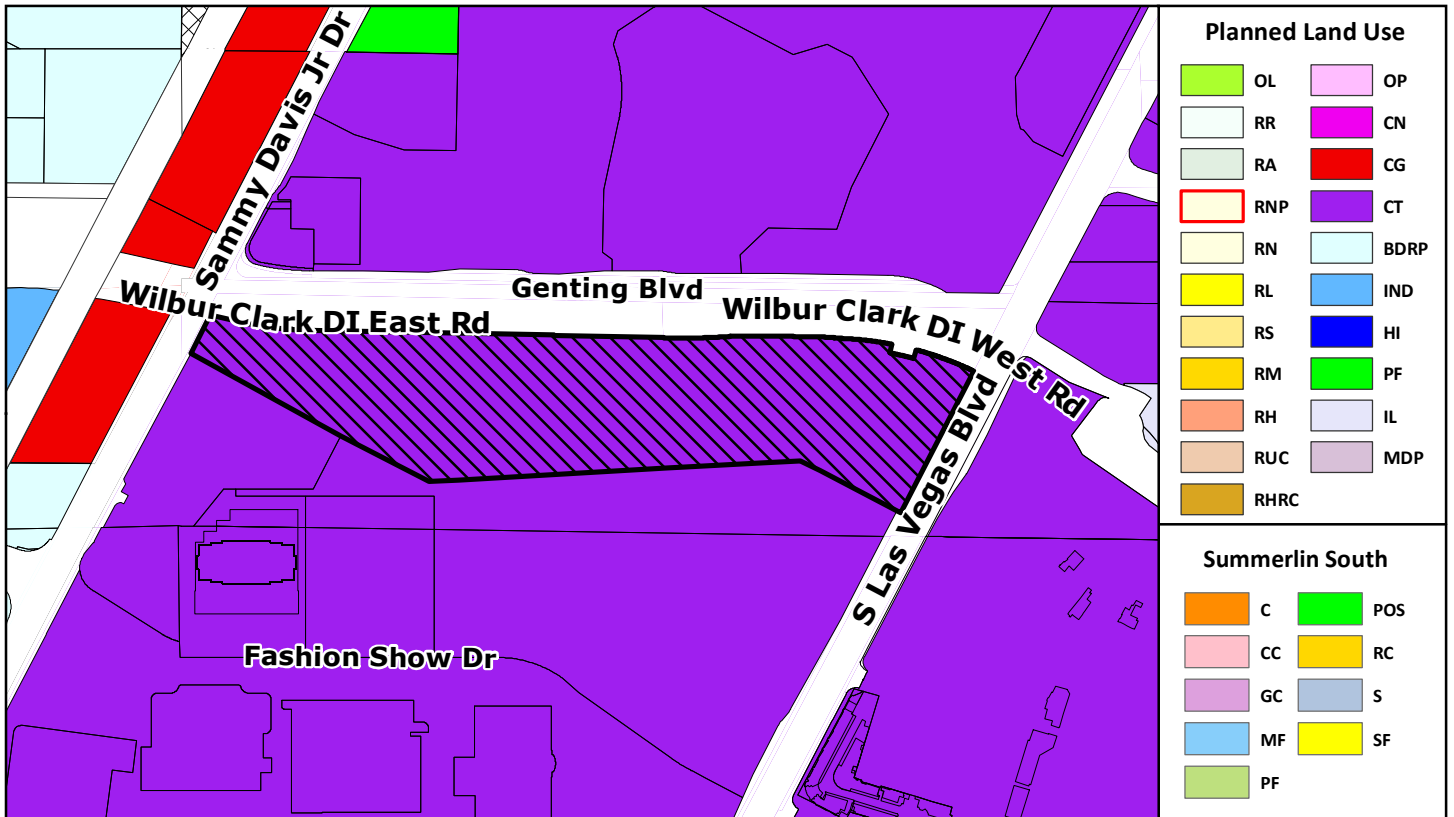 Sammy Davis Jr Dr
Genting Blvd
Wilbur Clark DI East Rd
Wilbur Clark DI West Rd
S Las Vegas Blvd
Fashion Show Dr
Planned Land Use
OL OP
RR CN
RA CG
RNP CT
RN BDRP
RL IND
RS HI
RM PF
RH IL
RUC MDP
RHRC
Summerlin South
C POS
CC RC
GC S
MF SF
PF